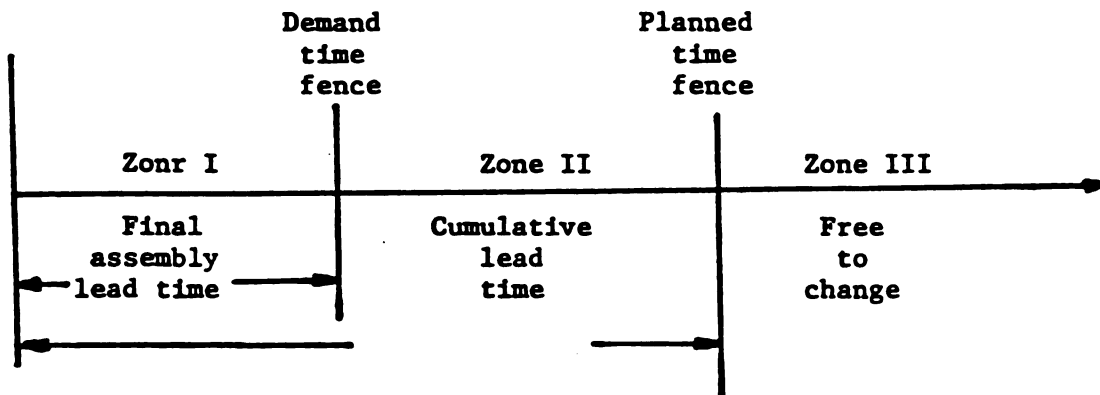 Demand
time
fence
Planned
time
fence
Zonr I
Zone II
Zone III
Final
assembly
lead time
Cumulative
lead
time
Free
to
change